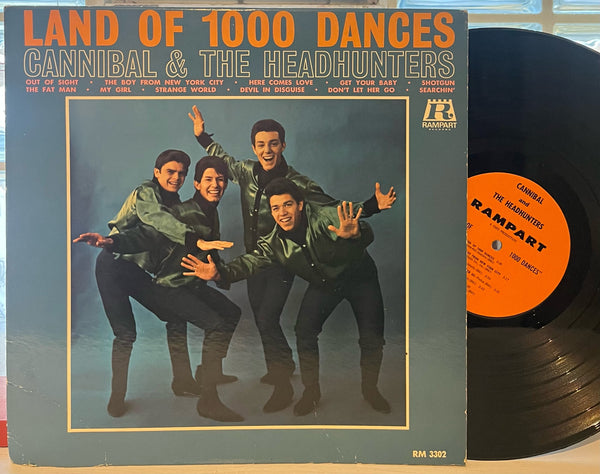 LAND OF 1000 DANCES
CANNIBAL & THE HEADHUNTERS
OUT OF SIGHT • THE BOY FROM NEW YORK CITY • HERE COMES LOVE • GET YOUR BABY • SHOTGUN
THE FAT MAN • MY GIRL • STRANGE WORLD • DEVIL IN DISGUISE • DON'T LET HER GO • SEARCHIN'
R
RAMPART
RECORDS
RM 3302
CANNIBAL
and
THE HEADHUNTERS
RAMPART
OF
1000 DANCES"